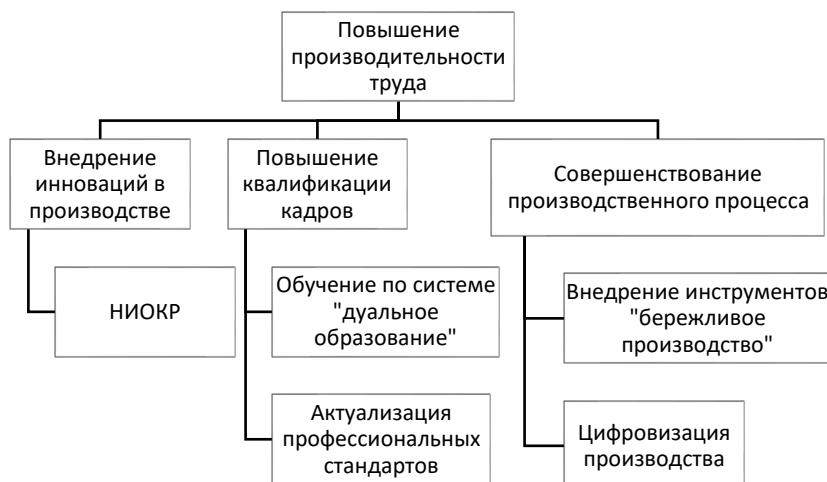 Повышение
производительности
труда
Внедрение
инноваций в
производстве
Повышение
квалификации
кадров
Совершенствование
производственного процесса
НИОКР
Обучение по системе
"дуальное
образование"
Внедрение инструментов
"бережливое
производство"
Актуализация
профессиональных
стандартов
Цифровизация
производства